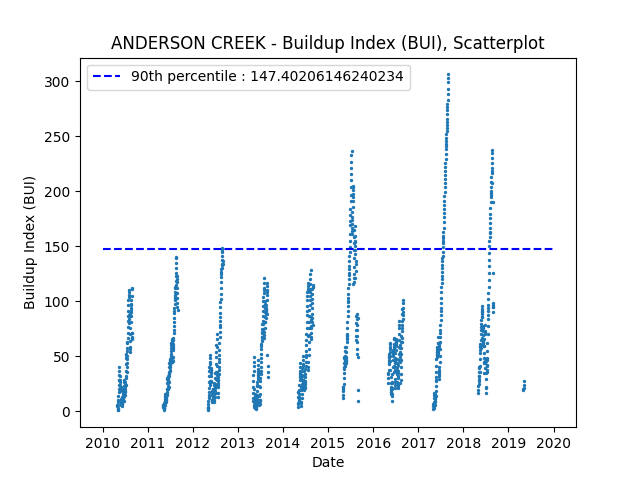 ANDERSON CREEK - Buildup Index (BUI), Scatterplot
90th percentile : 147.40206146240234
300
250
200
150
100
50
0
Buildup Index (BUI)
2010 2011 2012 2013 2014 2015 2016 2017 2018 2019 2020
Date